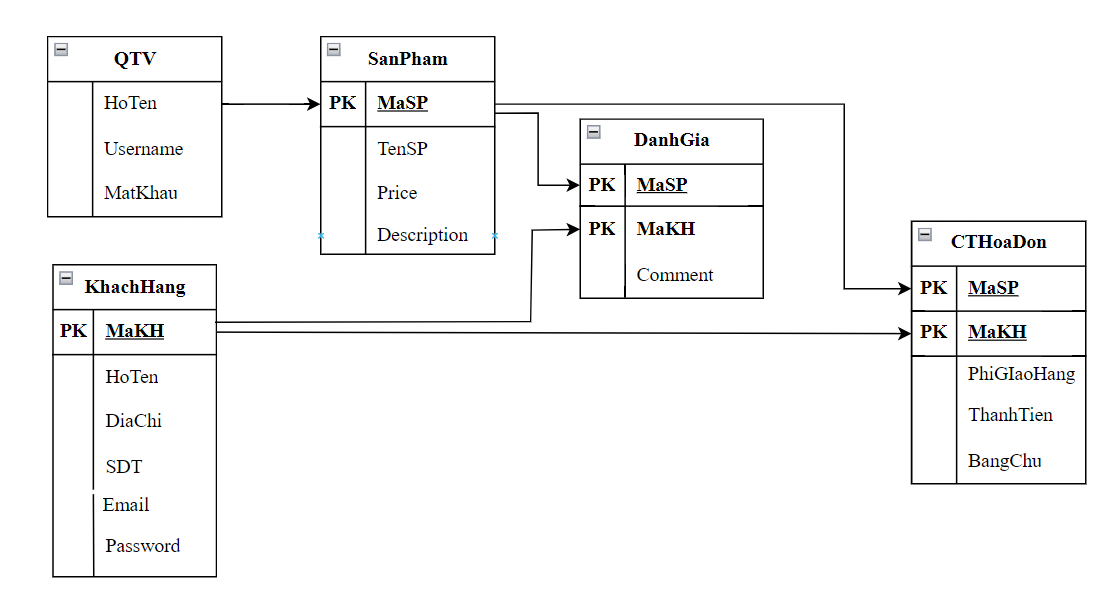 QTV
HoTen
Username
MatKhau
SanPham
PK MaSP
TenSP
Price
Description
DanhGia
PK MaSP
PK MaKH
Comment
KhachHang
PK MaKH
HoTen
DiaChi
SDT
Email
Password
CTHoaDon
PK MaSP
PK MaKH
PhiGIaoHang
ThanhTien
BangChu